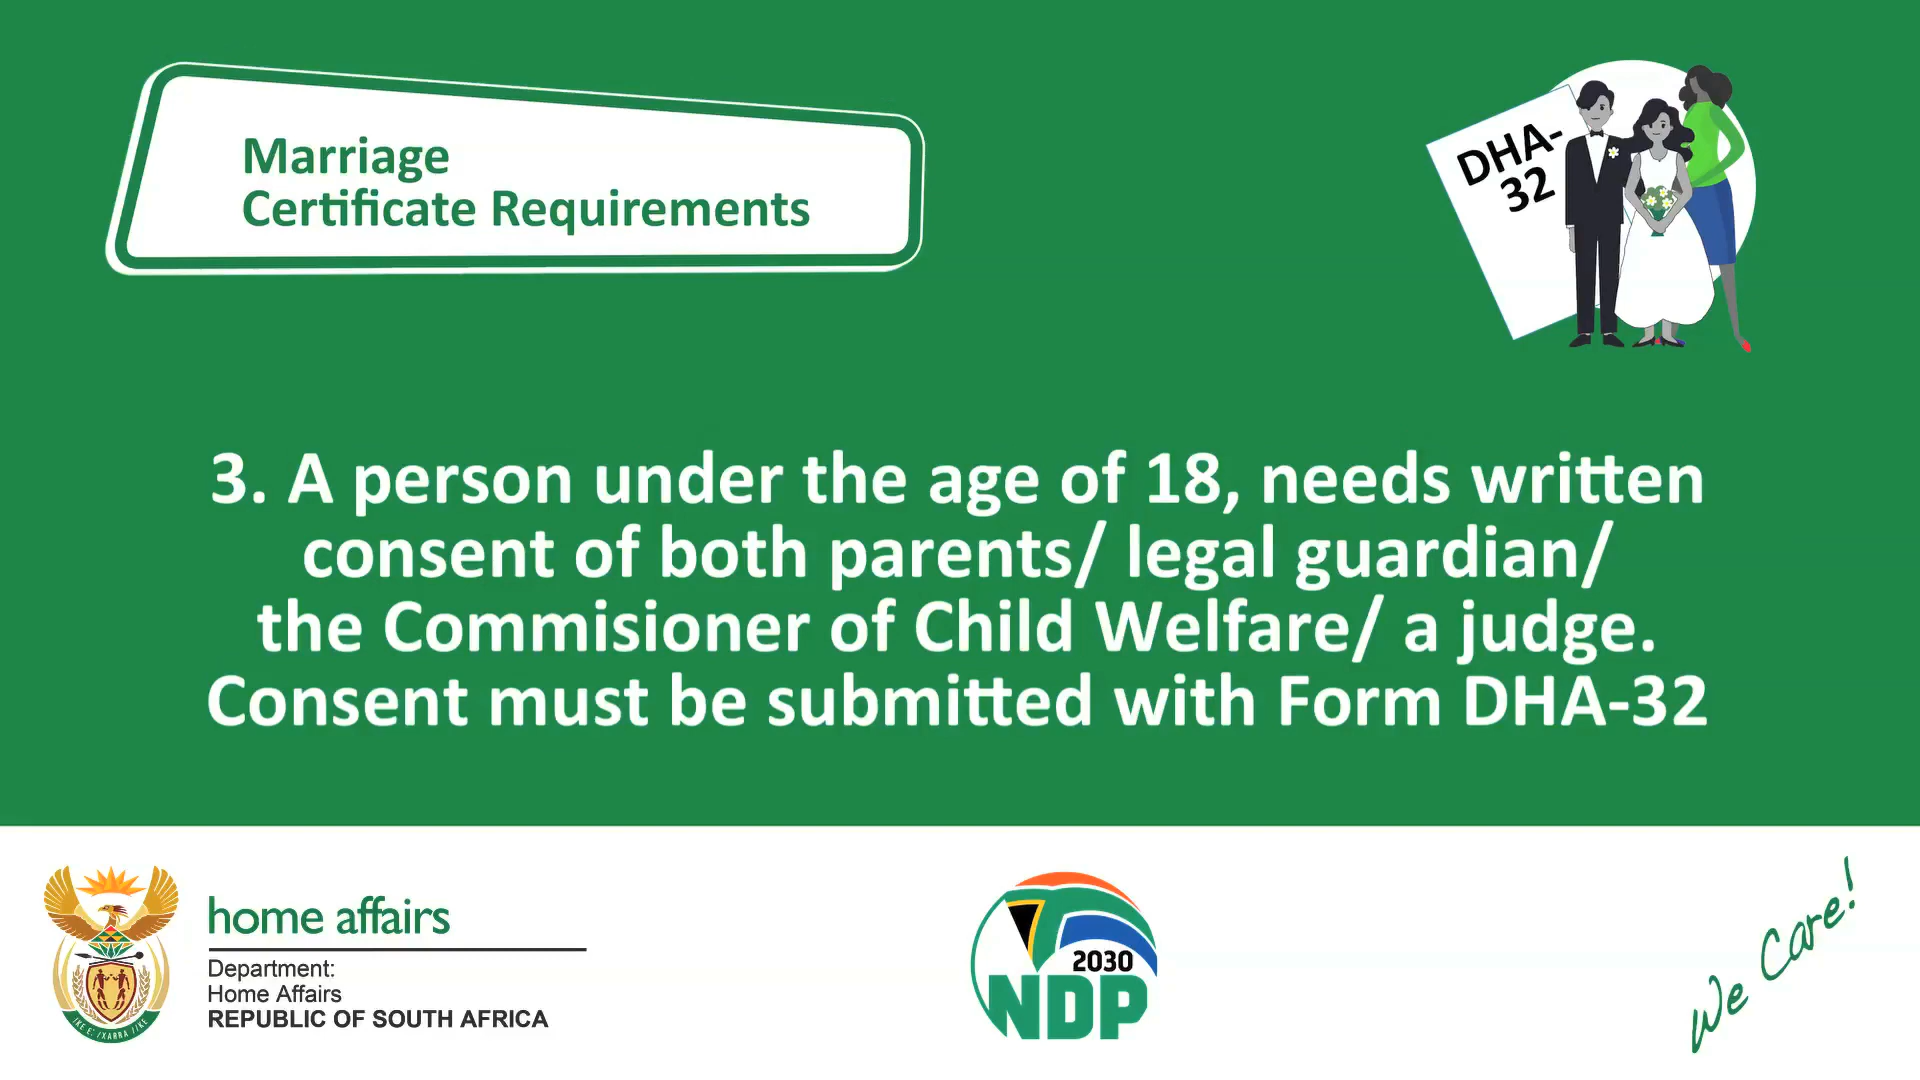 Marriage
Certificate Requirements
DHA-
32
3. A person under the age of 18, needs written
consent of both parents/ legal guardian/
the Commisioner of Child Welfare/ a judge.
Consent must be submitted with Form DHA-32
home affairs
Department:
Home Affairs
REPUBLIC OF SOUTH AFRICA
2030
NDP
We Care!